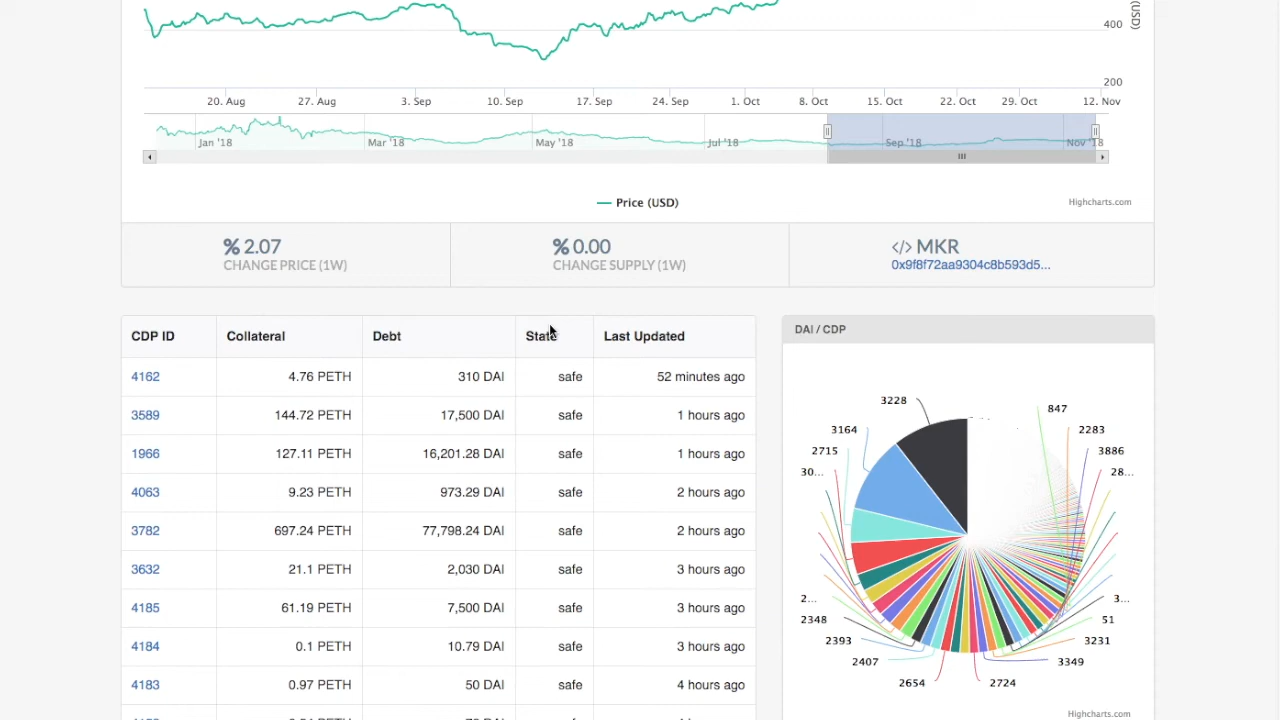 (USD)
400
200
20. Aug 27. Aug 3. Sep 10. Sep 17. Sep 24. Sep 1. Oct 8. Oct 15. Oct 22. Oct 29. Oct 12. Nov
Jan '18 Mar '18 May '18 Jul '18 Sep '18 Nov '18
Price (USD)
Highcharts.com
% 2.07
CHANGE PRICE (1W)
% 0.00
CHANGE SUPPLY (1W)
</> MKR
0x9f8f72aa9304c8b593d5...
CDP ID Collateral Debt State Last Updated
4162 4.76 PETH 310 DAI safe 52 minutes ago
3589 144.72 PETH 17,500 DAI safe 1 hours ago
1966 127.11 PETH 16,201.28 DAI safe 1 hours ago
4063 9.23 PETH 973.29 DAI safe 2 hours ago
3782 697.24 PETH 77,798.24 DAI safe 2 hours ago
3632 21.1 PETH 2,030 DAI safe 3 hours ago
4185 61.19 PETH 7,500 DAI safe 3 hours ago
4184 0.1 PETH 10.79 DAI safe 3 hours ago
4183 0.97 PETH 50 DAI safe 4 hours ago
DAI / CDP
3228
847
3164
2283
2715
3886
30...
28...
2...
3...
2348
51
2393
3231
2407
3349
2654
2724
Highcharts.com